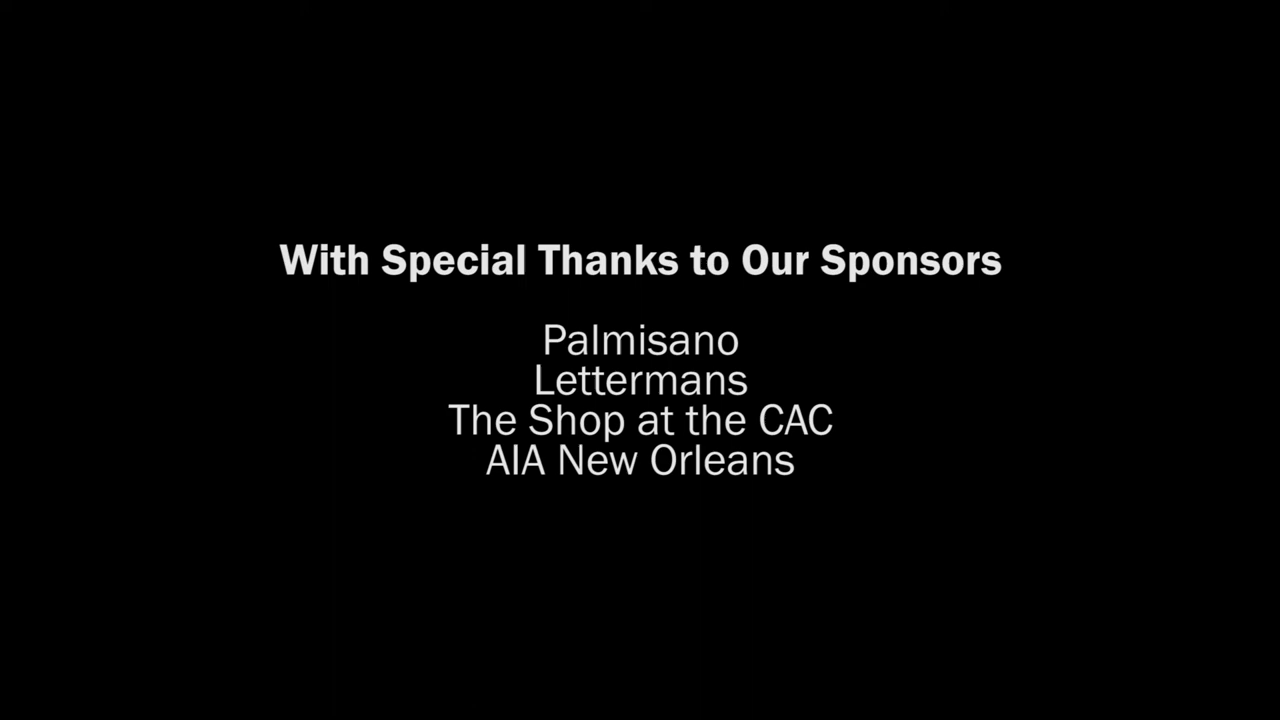 With Special Thanks to Our Sponsors
Palmisano
Lettermans
The Shop at the CAC
AIA New Orleans